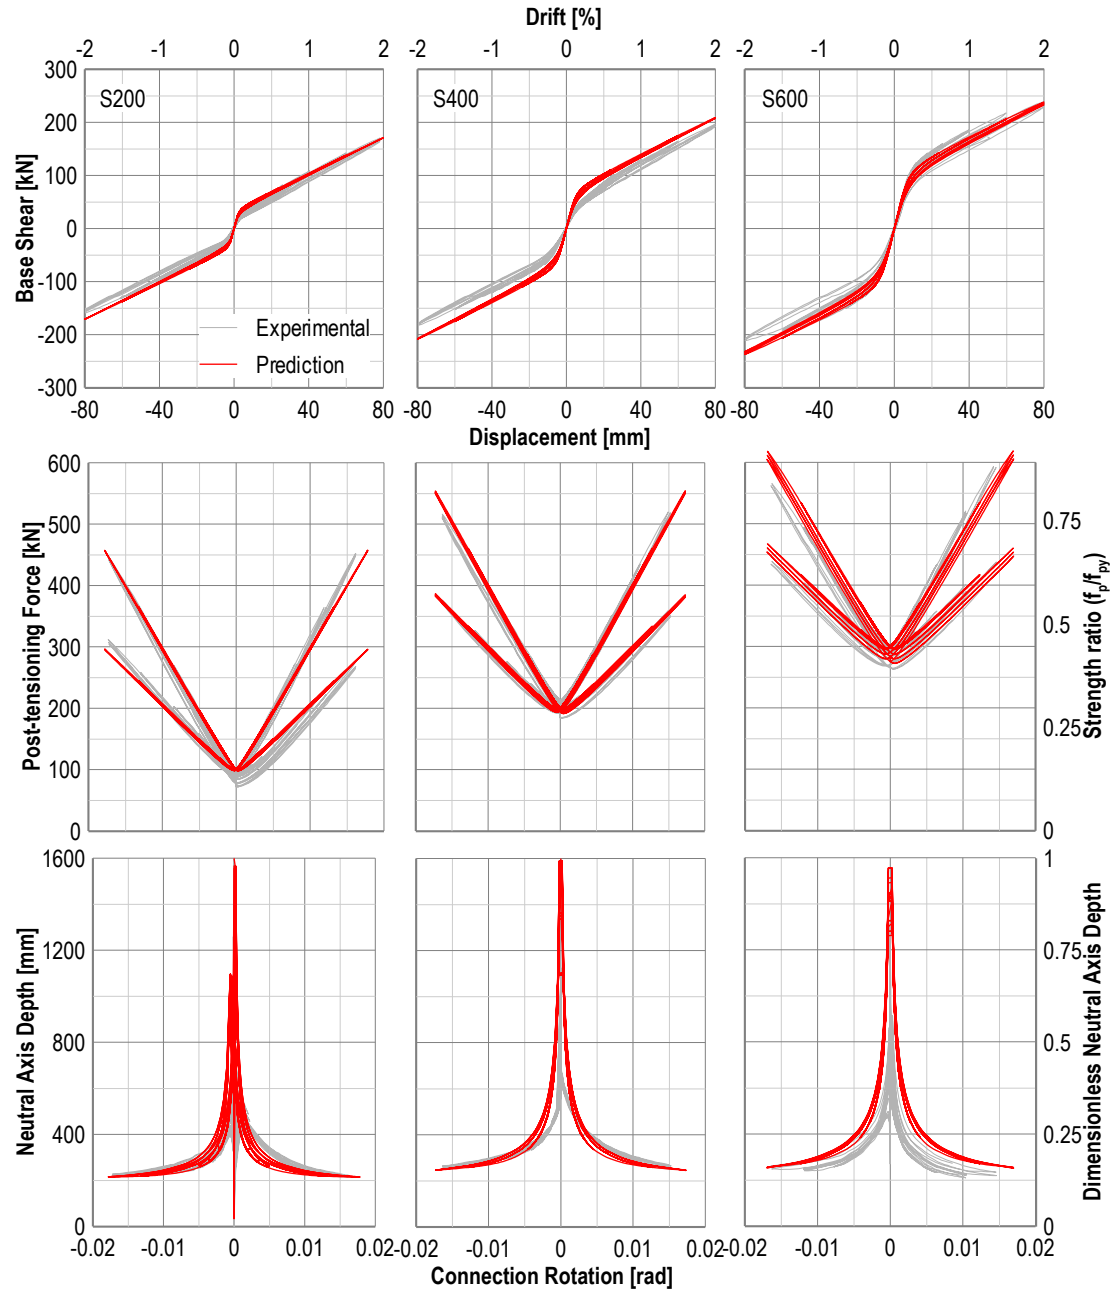 Drift [%]
-2 -1 0 1 2 -2 -1 0 1 2 -2 -1 0 1 2
300
200
100
0
-100
-200
-300
Base Shear [kN]
S200 S400 S600
Experimental
Prediction
-80 -40 0 40 80 -80 -40 0 40 80 -80 -40 0 40 80
Displacement [mm]
600
500
400
300
200
100
0
Post-tensioning Force [kN]
0.75
0.5
0.25
0
Strength ratio (fp/fpy)
1600
1200
800
400
0
Neutral Axis Depth [mm]
1
0.75
0.5
0.25
0
Dimensionless Neutral Axis Depth
-0.02 -0.01 0 0.01 0.02 -0.02 -0.01 0 0.01 0.02 -0.02 -0.01 0 0.01 0.02
Connection Rotation [rad]